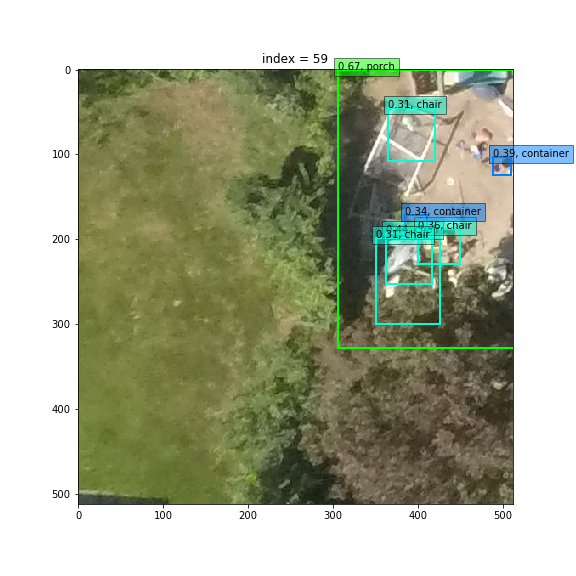 index = 59
0.67, porch
0.31, chair
0.39, container
0.34, container
0.36, chair
0.31, chair
0
100
200
300
400
500
0
100
200
300
400
500